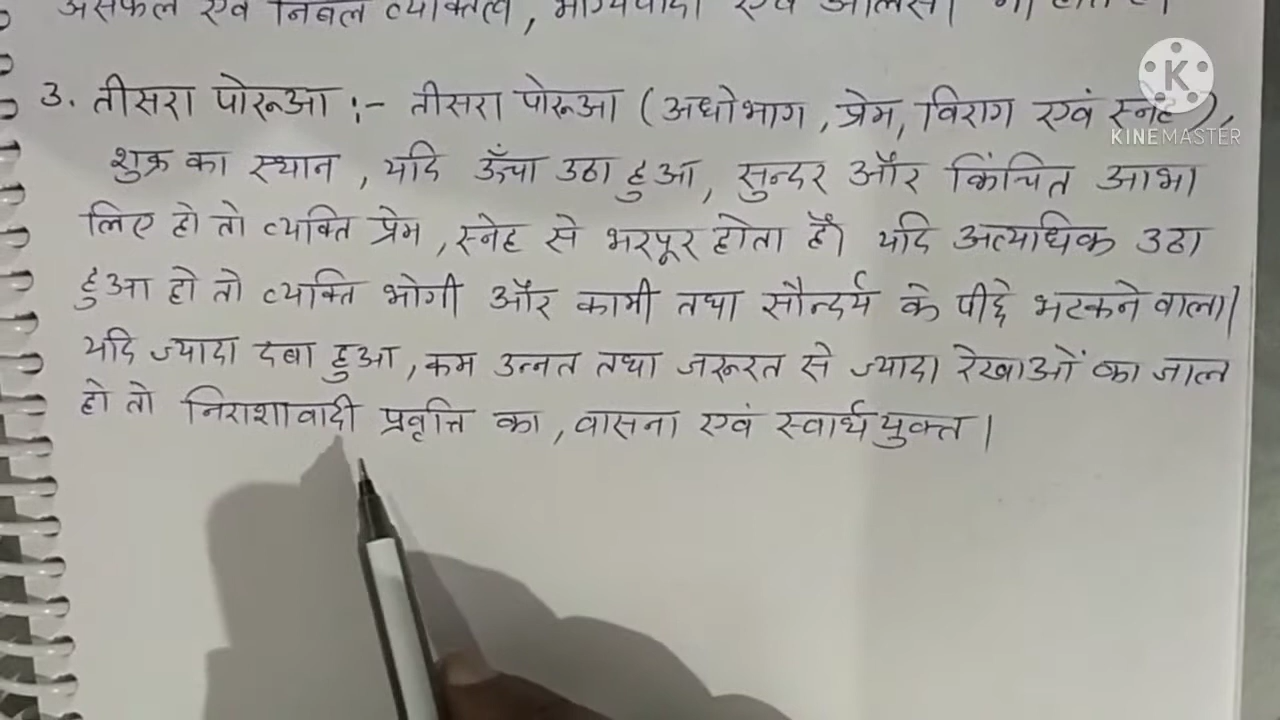 असफल एवं निर्बल व्यक्तित्व, भाग्यवादी एवं आलसी भी होते हैं।
3. तीसरा पोरूआ :- तीसरा पोरूआ (अधोभाग, प्रेम, विराग एवं स्नेह),
शुक्र का स्थान, यदि ऊँचा उठा हुआ, सुन्दर और किंचित आभा
लिए हो तो व्यक्ति प्रेम, स्नेह से भरपूर होता है। यदि अत्यधिक उठा
हुआ हो तो व्यक्ति भोगी और कामी तथा सौन्दर्य के पीछे भटकने वाला।
यदि ज्यादा दबा हुआ, कम उन्नत तथा जरूरत से ज्यादा रेखाओं का जाल
हो तो निराशावादी प्रवृत्ति का, वासना एवं स्वार्थयुक्त।
K
KINEMASTER